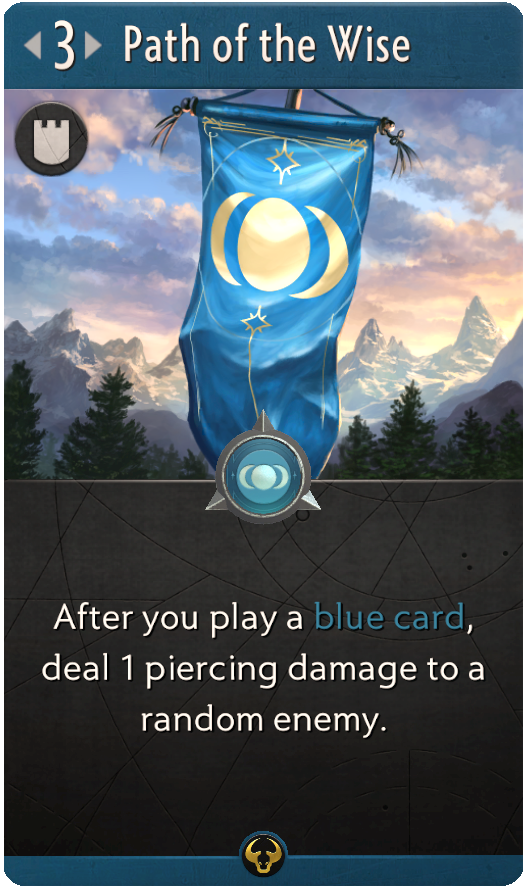 3 Path of the Wise
After you play a blue card,
deal 1 piercing damage to a
random enemy.